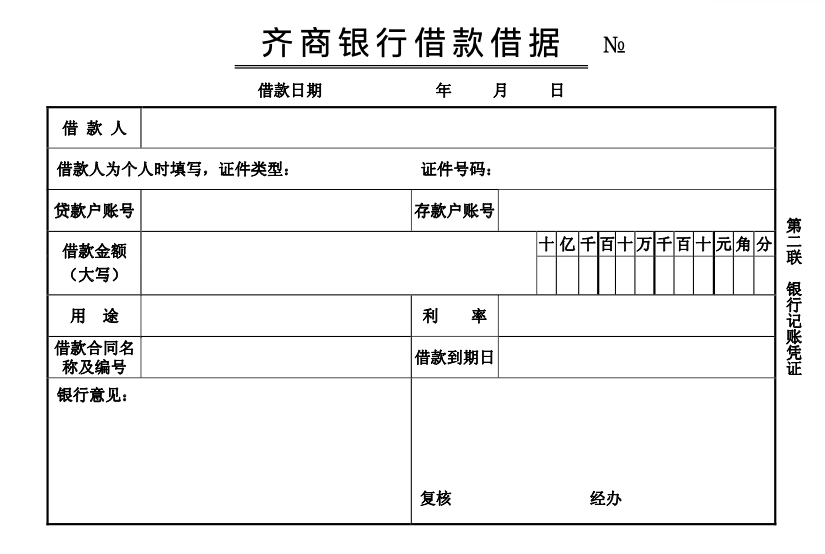 齐商银行借款借据 №
借款日期 年 月 日
借 款 人
借款人为个人时填写，证件类型： 证件号码：
贷款户账号 存款户账号
借款金额
（大写）
十 亿 千 百 十 万 千 百 十 元 角 分
用 途 利 率
借款合同名
称及编号
借款到期日
银行意见：
复核 经办
第二联 银行记账凭证